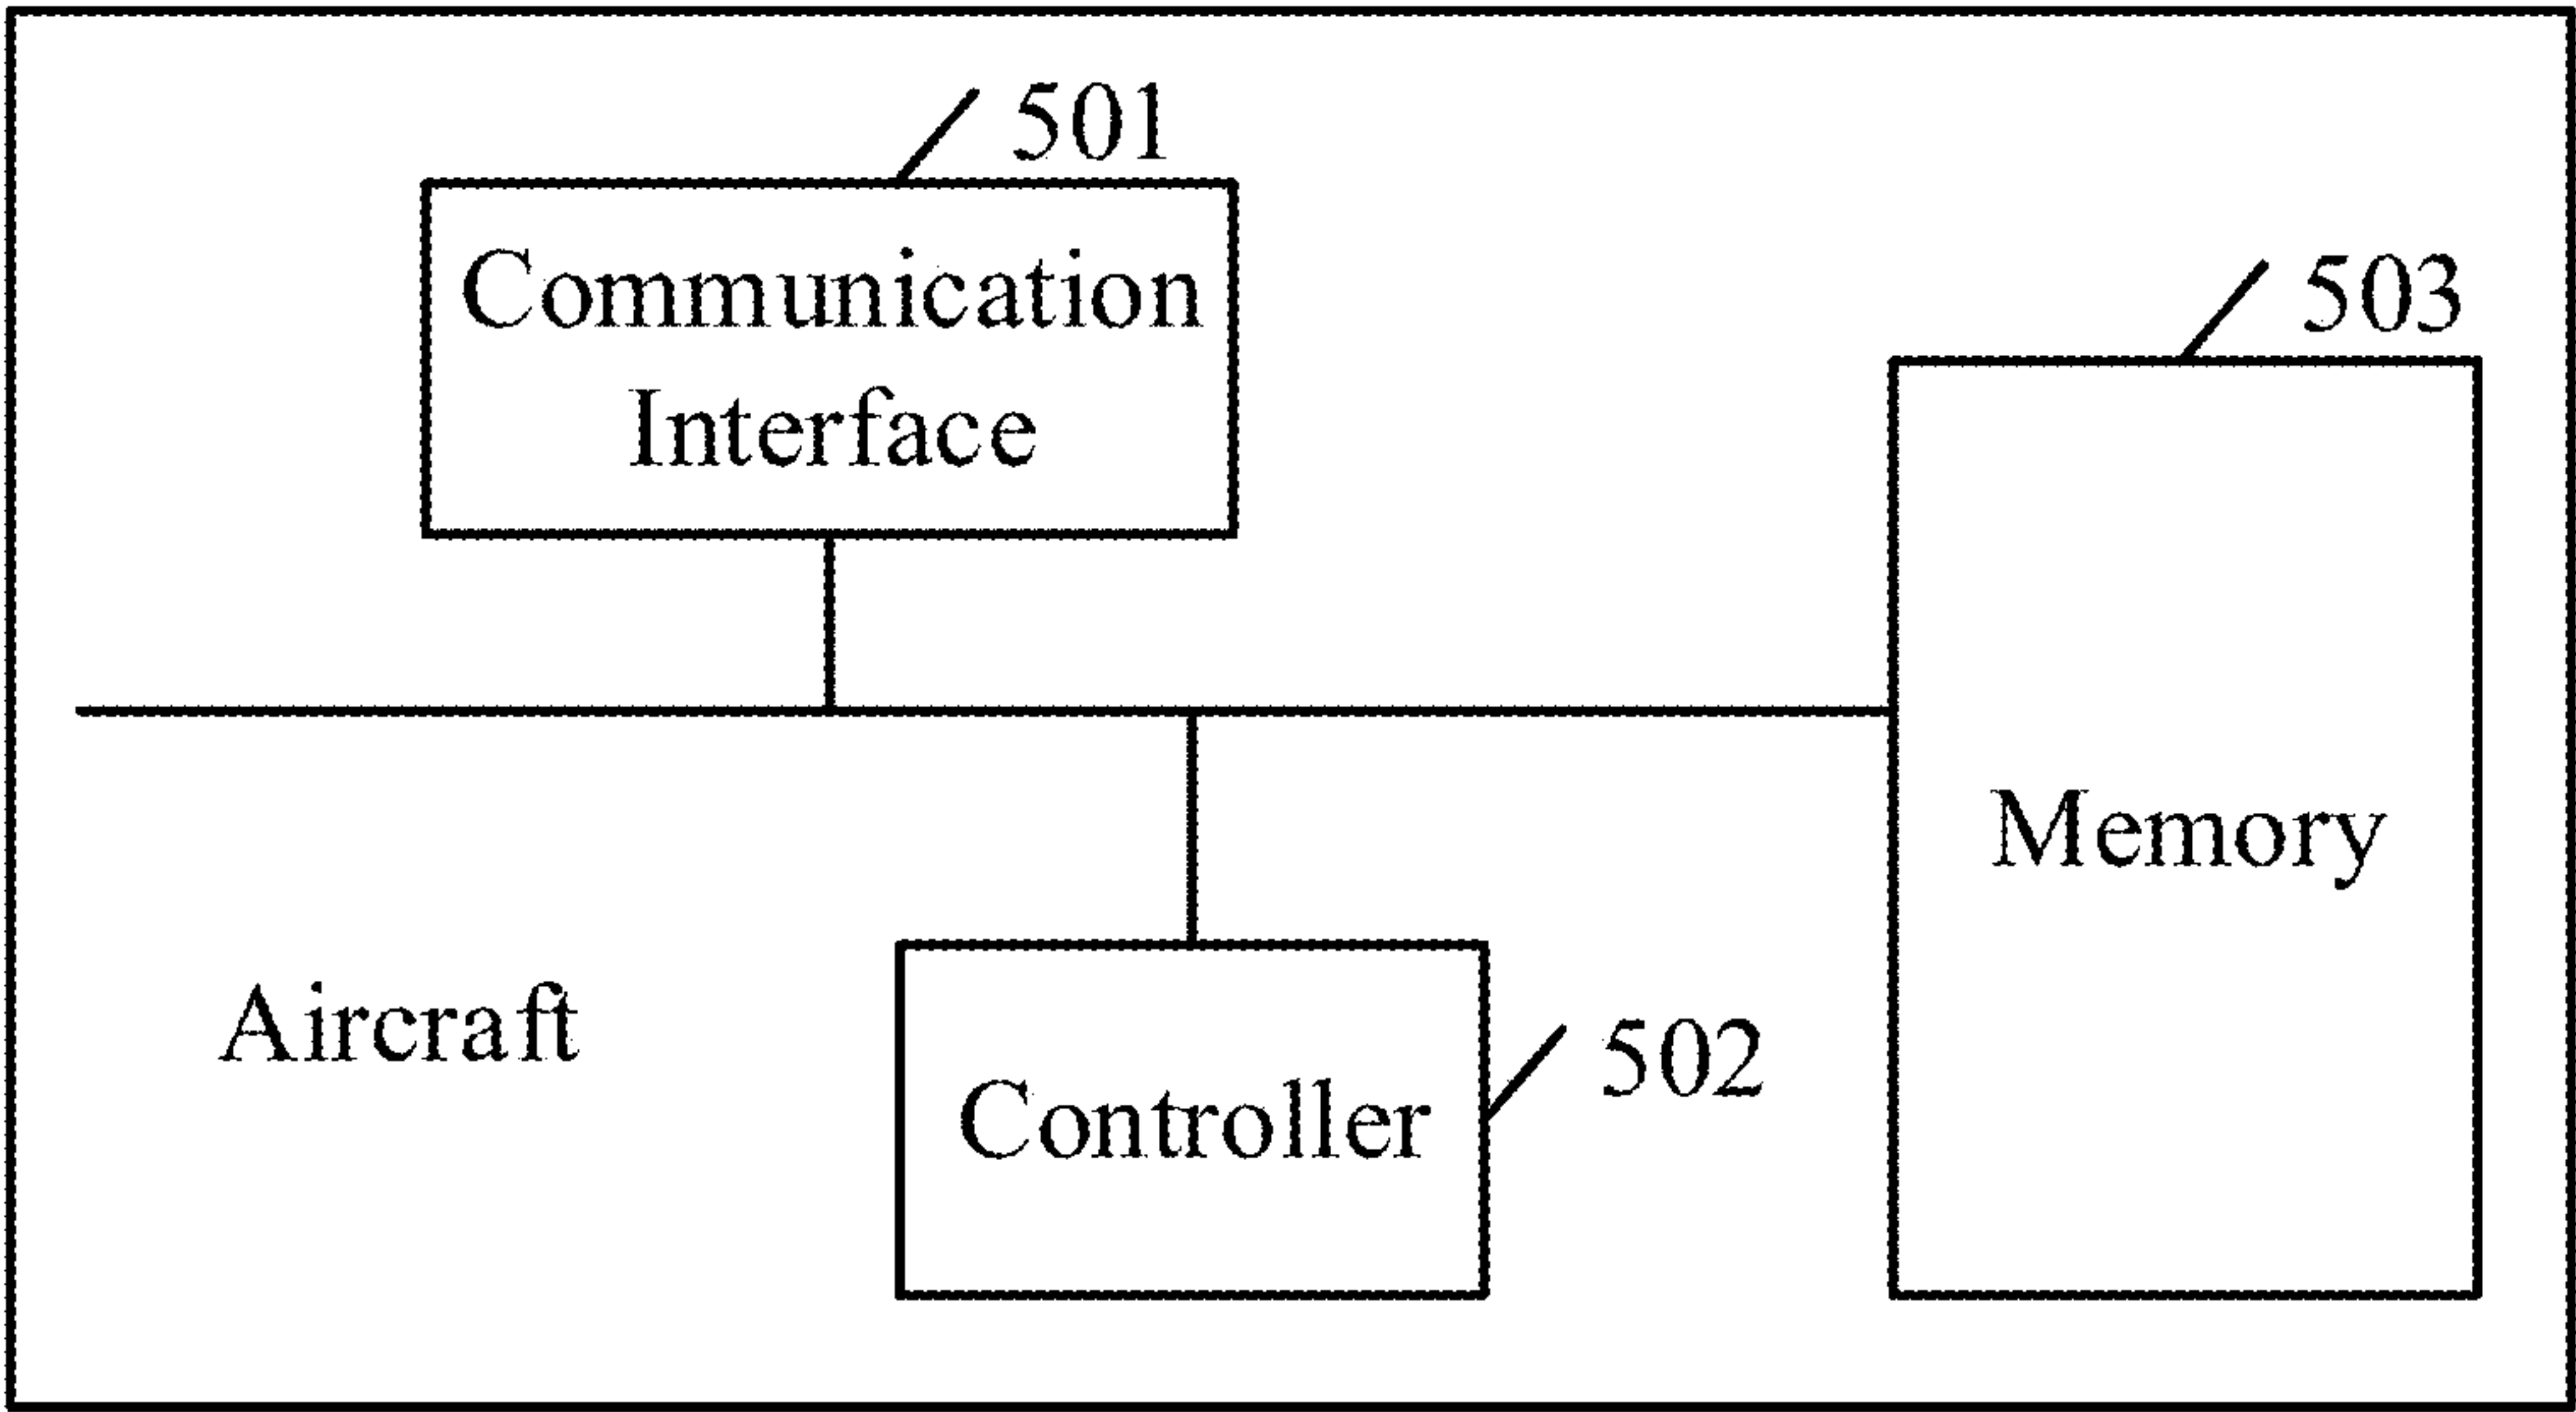 501
Communication
Interface
503
Memory
Aircraft
502
Controller